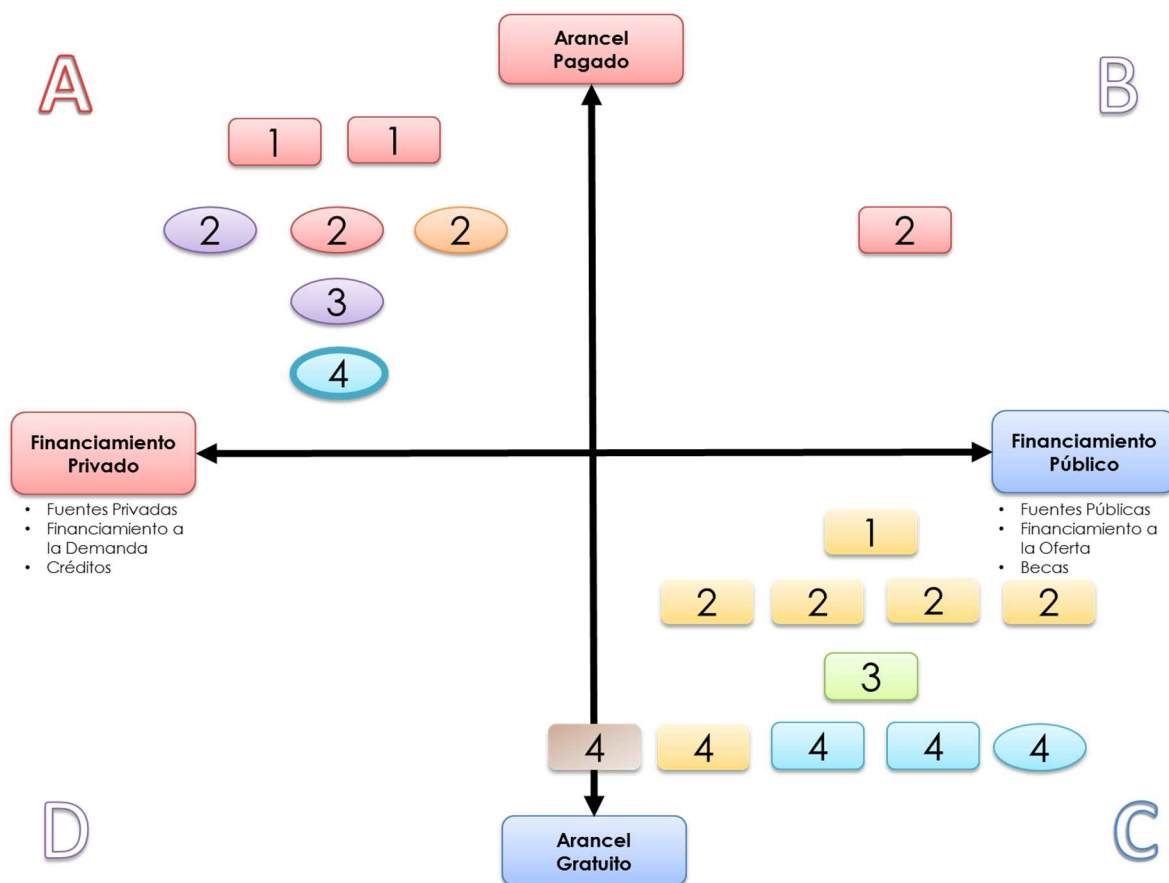 Arancel
Pagado
A
B
1 1
2 2 2
2
3
4
Financiamiento
Privado
• Fuentes Privadas
• Financiamiento a
la Demanda
• Créditos
Financiamiento
Público
• Fuentes Públicas
• Financiamiento a
la Oferta
• Becas
1
2 2 2 2
3
4 4 4 4 4
D
C
Arancel
Gratuito